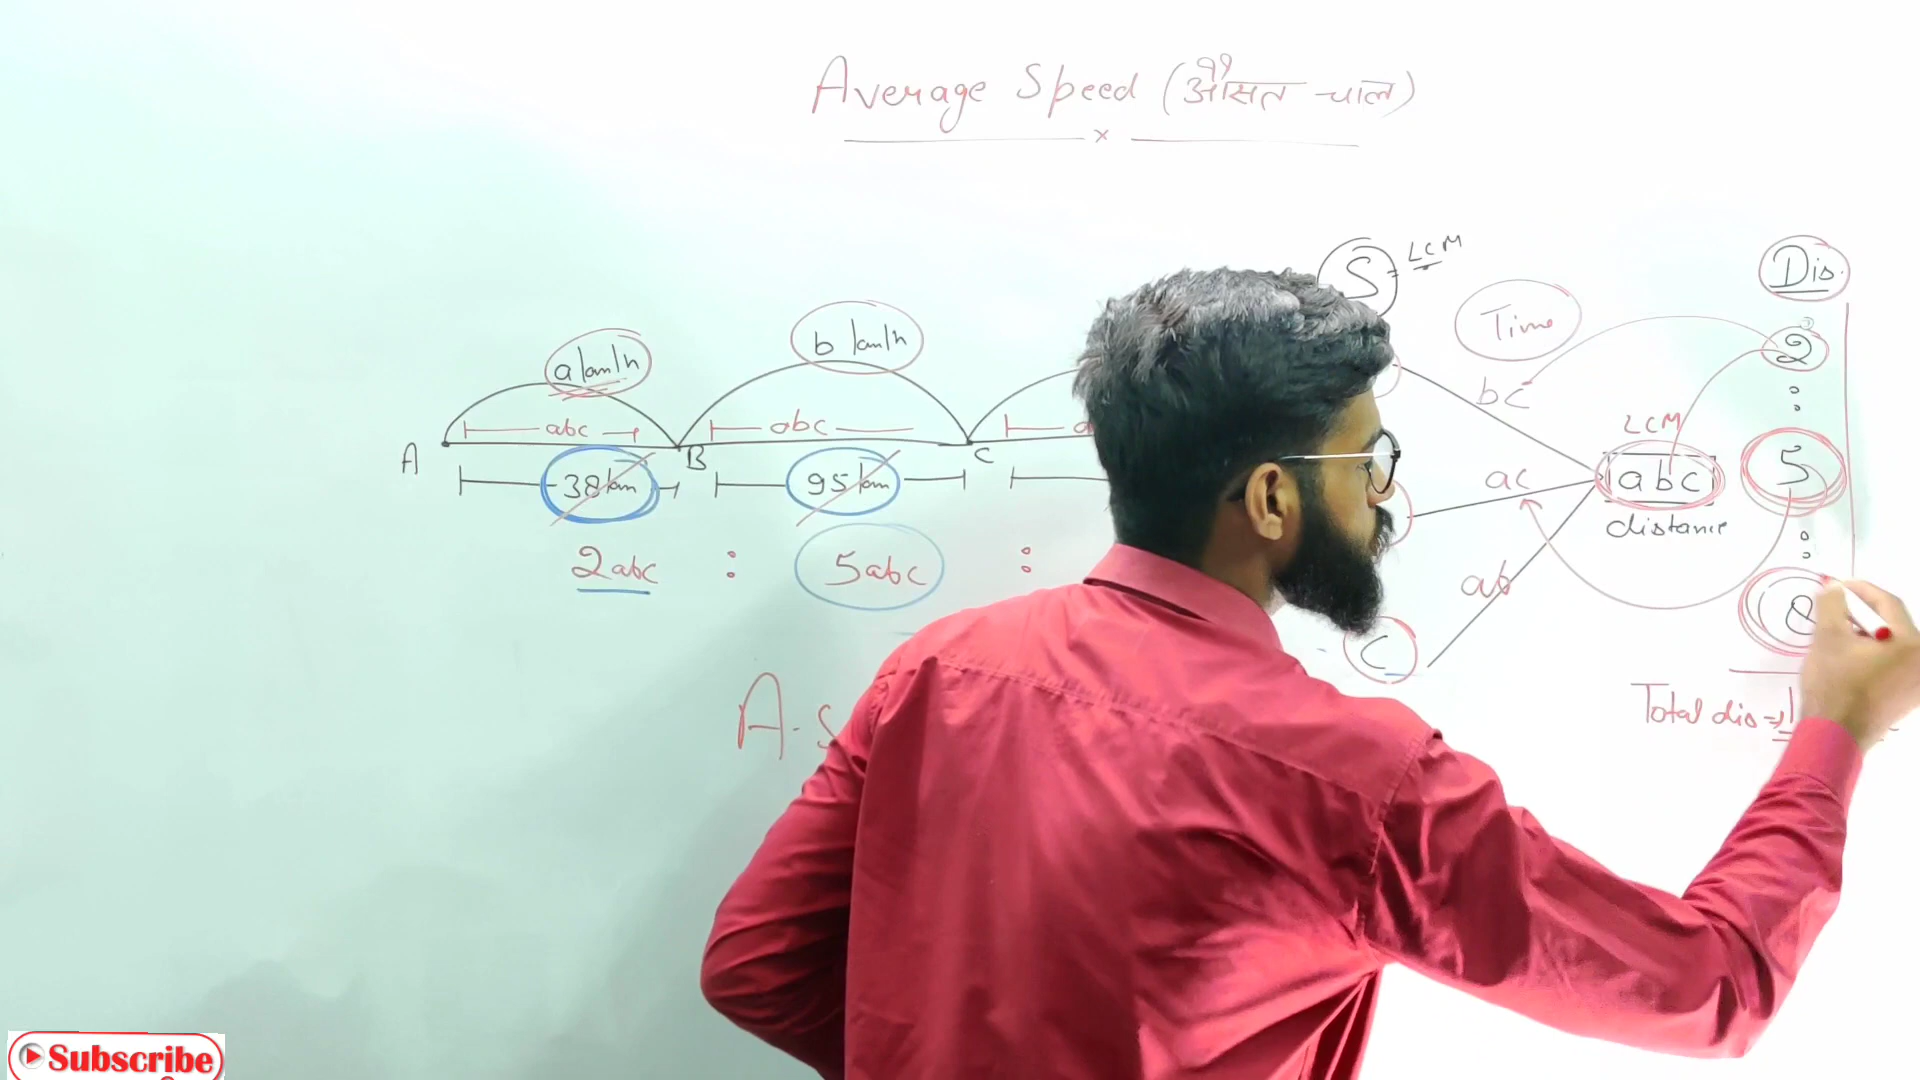 Average Speed (औसत चाल)
S LCM
Dis.
Time
a km/h
b km/h
2
bc
LCM
abc
abc
A
B
C
5
38 km
95 km
ac
abc
distance
2abc : 5abc :
ab
C
Total dis =>
A.S
Subscribe